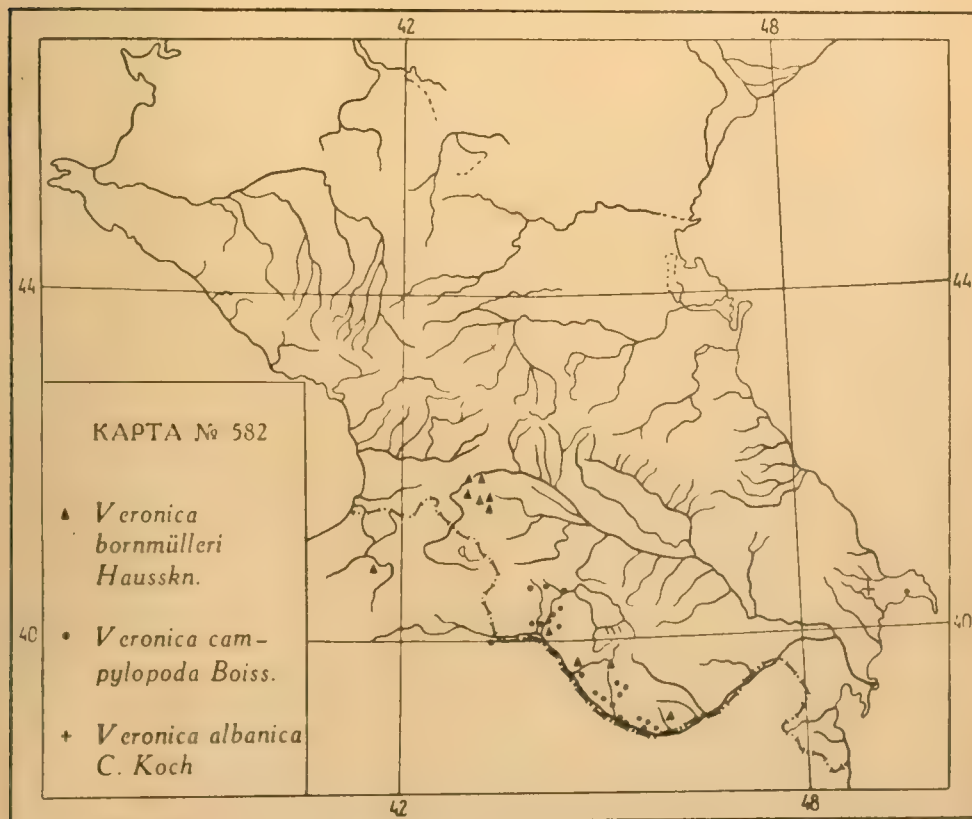 42
48
44
44
КАРТА № 582
Veronica
bornmülleri
Hausskn.
Veronica cam-
pylopoda Boiss.
Veronica albanica
C. Koch
40
40
42
48